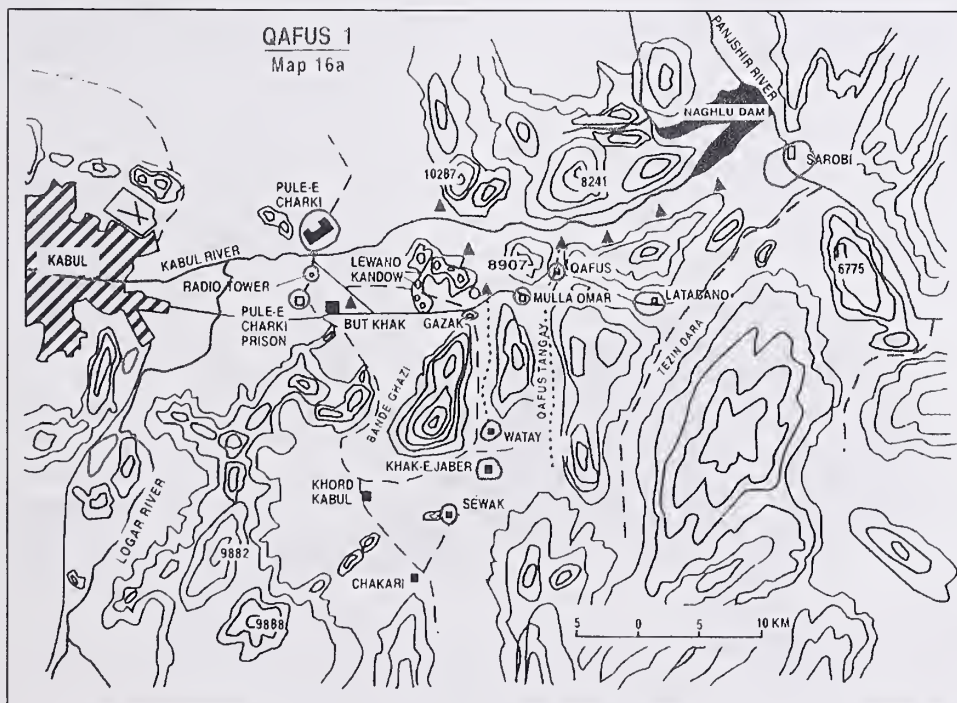 QAFUS 1
Map 16a
PANJSHIR RIVER
NAGHLU DAM
SAROBI
10287
8241
PULE-E
CHARKI
KABUL
KABUL RIVER
LEWANO
KANDOW
8907
QAFUS
6775
RADIO TOWER
MULLA OMAR
LATABAND
PULE-E
CHARKI
PRISON
BUT KHAK
GAZAK
BANDE GHAZI
QAFUS TANGAY
TEZIN DARA
WATAY
KHAK-E JABER
KHORD
KABUL
SEWAK
LOGAR RIVER
9882
CHAKARI
9888
5 0 5 10 KM